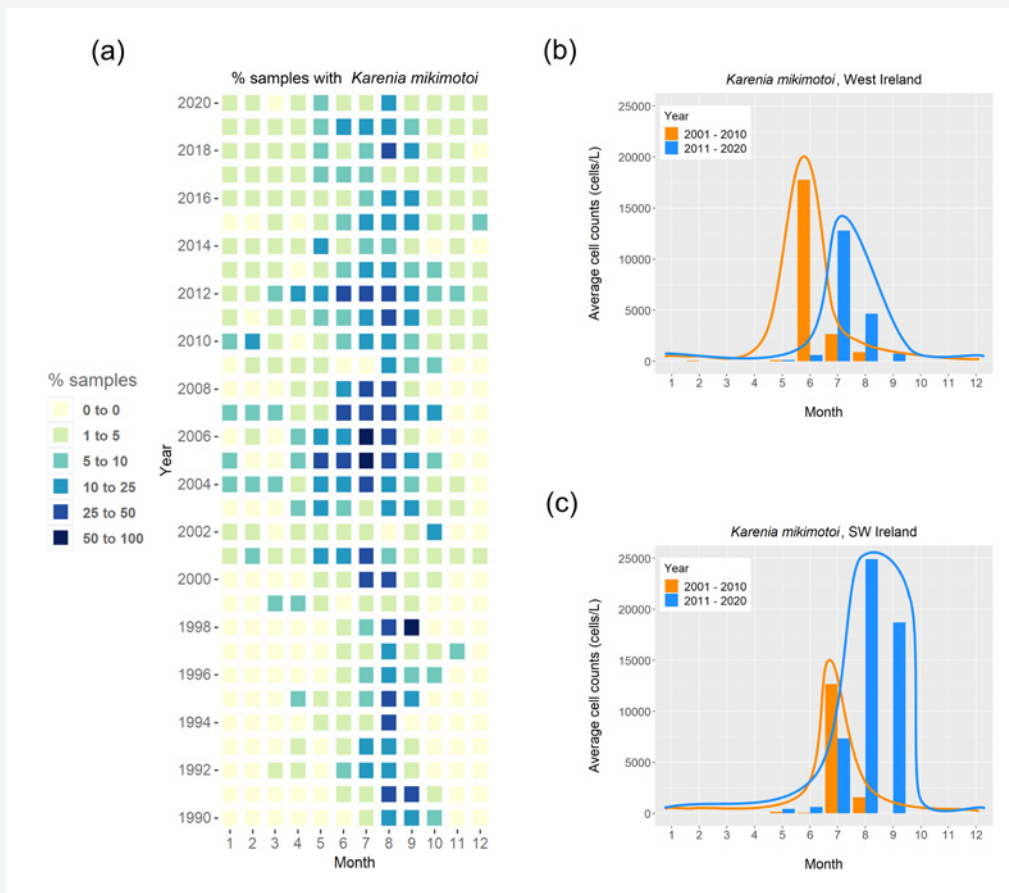 (a)
% samples with Karenia mikimotoi
2020
2018
2016
2014
2012
2010
2008
2006
2004
2002
2000
1998
1996
1994
1992
1990
Year
1 2 3 4 5 6 7 8 9 10 11 12
Month
% samples
0 to 0
1 to 5
5 to 10
10 to 25
25 to 50
50 to 100
(b)
Karenia mikimotoi, West Ireland
25000
20000
15000
10000
5000
0
Average cell counts (cells/L)
Year
2001 - 2010
2011 - 2020
1 2 3 4 5 6 7 8 9 10 11 12
Month
(c)
Karenia mikimotoi, SW Ireland
25000
20000
15000
10000
5000
0
Average cell counts (cells/L)
Year
2001 - 2010
2011 - 2020
1 2 3 4 5 6 7 8 9 10 11 12
Month